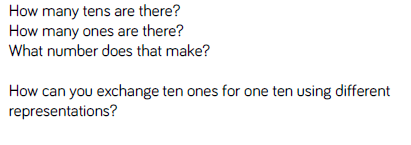 How many tens are there?
How many ones are there?
What number does that make?
How can you exchange ten ones for one ten using different
representations?